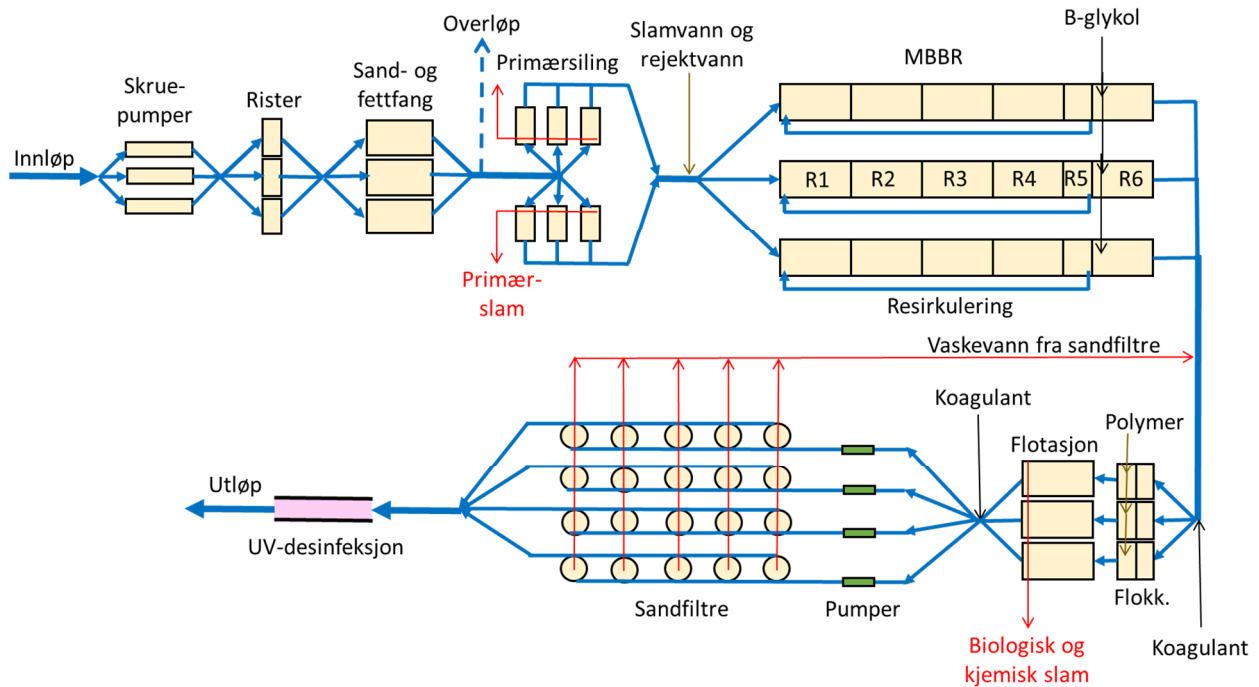 Overløp
Slamvann og
rejektvann
B-glykol
Skrue-
pumper
Rister
Sand- og
fettfang
Primærsiling
MBBR
Innløp
R1 R2 R3 R4 R5 R6
Primær-
slam
Resirkulering
Vaskevann fra sandfiltre
Koagulant
Polymer
Flotasjon
Utløp
UV-desinfeksjon
Sandfiltre
Pumper
Flokk.
Biologisk og
kjemisk slam
Koagulant